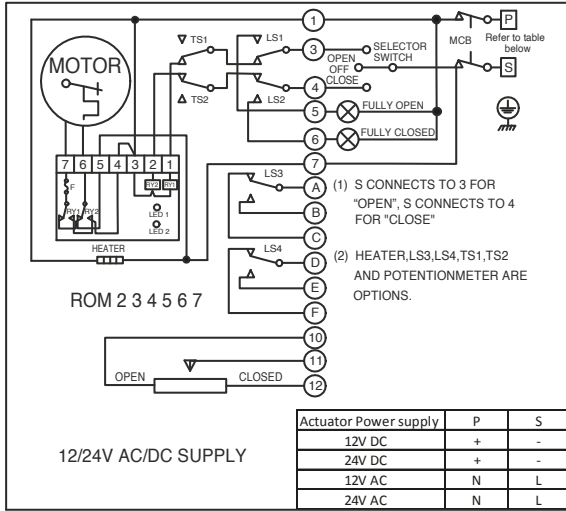 1
P
TS1
LS1
MCB
Refer to table
below
3
SELECTOR
SWITCH
OPEN
OFF
CLOSE
S
MOTOR
4
TS2
LS2
5
FULLY OPEN
6
FULLY CLOSED
7
7 6 5 4 3 2 1
F
RY2 RY1
RY1 RY2
LED 1
LED 2
HEATER
LS3
A
B
C
(1) S CONNECTS TO 3 FOR
“OPEN”, S CONNECTS TO 4
FOR "CLOSE"
LS4
D
E
F
(2) HEATER,LS3,LS4,TS1,TS2
AND POTENTIONMETER ARE
OPTIONS.
ROM 2 3 4 5 6 7
10
11
12
OPEN
CLOSED
12/24V AC/DC SUPPLY
Actuator Power supply P S
12V DC + -
24V DC + -
12V AC N L
24V AC N L